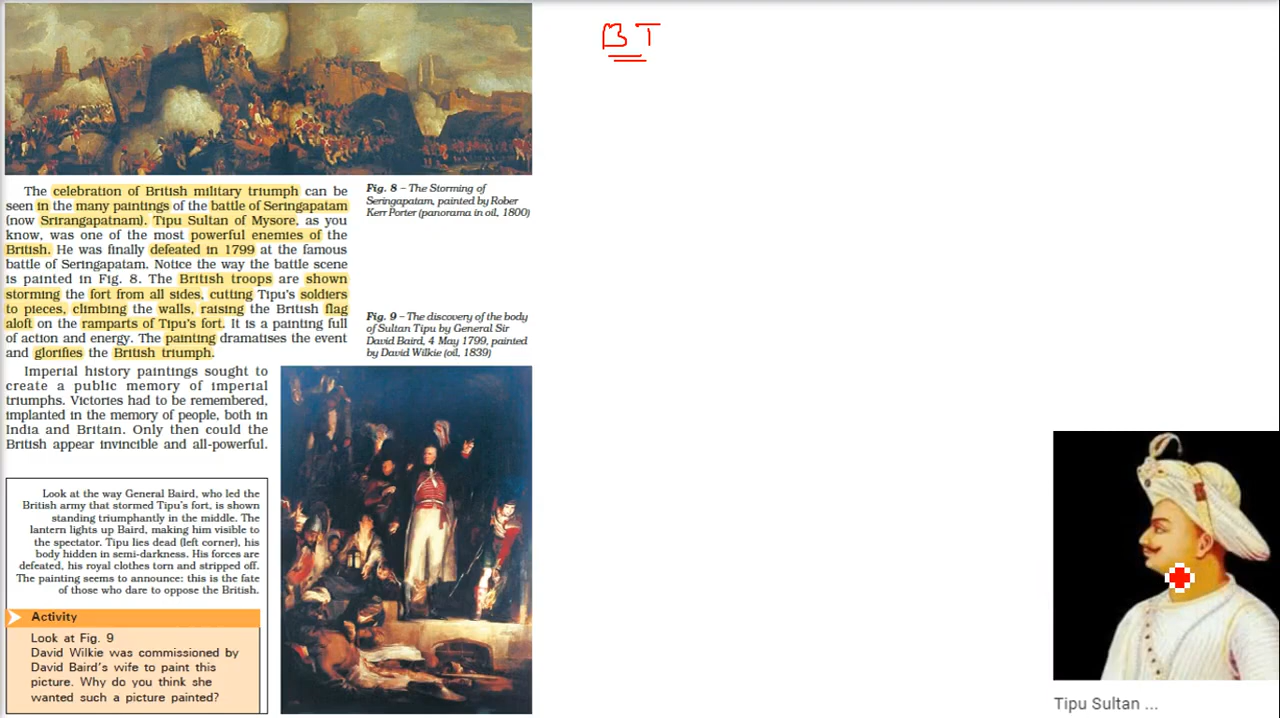 B T
The celebration of British military triumph can be
seen in the many paintings of the battle of Seringapatam
(now Srirangapatnam). Tipu Sultan of Mysore, as you
know, was one of the most powerful enemies of the
British. He was finally defeated in 1799 at the famous
battle of Seringapatam. Notice the way the battle scene
is painted in Fig. 8. The British troops are shown
storming the fort from all sides, cutting Tipu's soldiers
to pieces, climbing the walls, raising the British flag
aloft on the ramparts of Tipu's fort. It is a painting full
of action and energy. The painting dramatises the event
and glorifies the British triumph.
Imperial history paintings sought to
create a public memory of imperial
triumphs. Victories had to be remembered,
implanted in the memory of people, both in
India and Britain. Only then could the
British appear invincible and all-powerful.
Fig. 8 – The Storming of
Seringapatam, painted by Rober
Kerr Porter (panorama in oil, 1800)
Fig. 9 – The discovery of the body
of Sultan Tipu by General Sir
David Baird, 4 May 1799, painted
by David Wilkie (oil, 1839)
Look at the way General Baird, who led the
British army that stormed Tipu's fort, is shown
standing triumphantly in the middle. The
lantern lights up Baird, making him visible to
the spectator. Tipu lies dead (left corner), his
body hidden in semi-darkness. His forces are
defeated, his royal clothes torn and stripped off.
The painting seems to announce: this is the fate
of those who dare to oppose the British.
Activity
Look at Fig. 9
David Wilkie was commissioned by
David Baird's wife to paint this
picture. Why do you think she
wanted such a picture painted?
Tipu Sultan ...